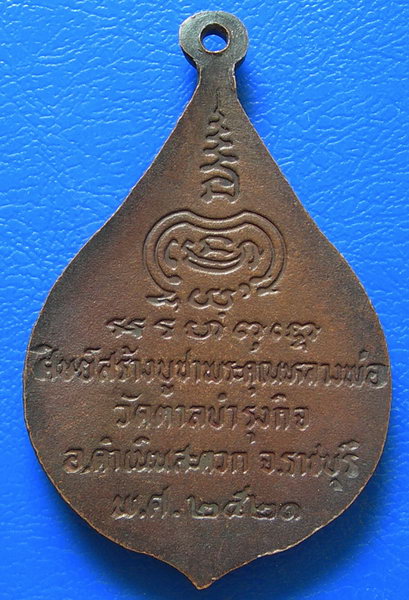 ศิษย์สร้างบูชาพระคุณหลวงพ่อ
วัดตาลบำรุงกิจ
อ.ดำเนินสะดวก จ.ราชบุรี
พ.ศ.๒๕๒๑